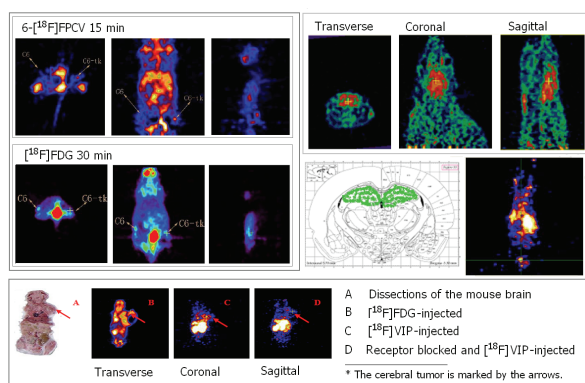 6-[18F]FPCV 15 min
C6
C6-tk
C6
C6-tk
[18F]FDG 30 min
C6
C6-tk
C6
C6-tk
Transverse
Coronal
Sagittal
A
B
C
D
Transverse
Coronal
Sagittal
A Dissections of the mouse brain
B [18F]FDG-injected
C [18F]VIP-injected
D Receptor blocked and [18F]VIP-injected
* The cerebral tumor is marked by the arrows.